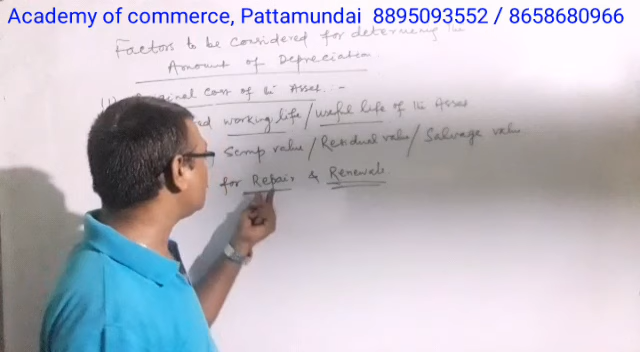 Academy of commerce, Pattamundai 8895093552 / 8658680966
Factors to be considered for determining the
Amount of Depreciation
Original Cost of the Asset -
working life / useful life of the Asset
Scrap value / Residual value / Salvage value
for Repair & Renewals